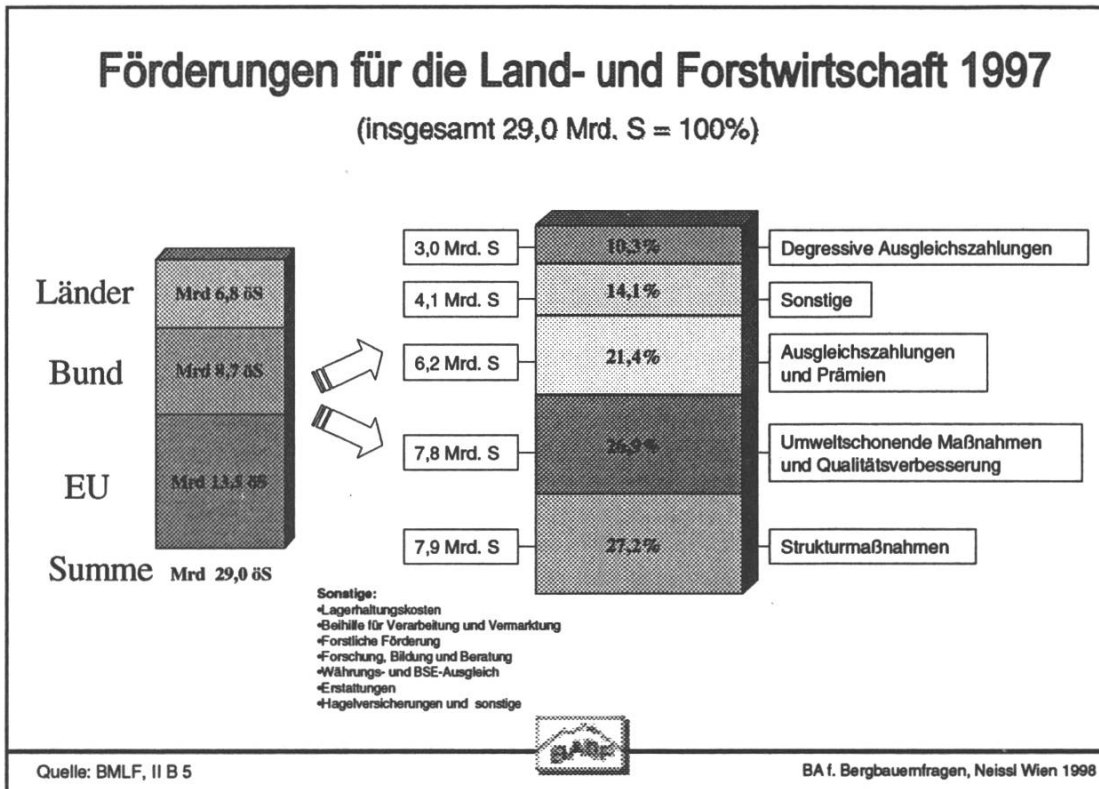 Förderungen für die Land- und Forstwirtschaft 1997
(insgesamt 29,0 Mrd. S = 100%)
Länder
Mrd 6,8 öS
Bund
Mrd 8,7 öS
EU
Mrd 13,5 öS
Summe Mrd 29,0 öS
3,0 Mrd. S
10,3%
Degressive Ausgleichszahlungen
4,1 Mrd. S
14,1%
Sonstige
6,2 Mrd. S
21,4%
Ausgleichszahlungen
und Prämien
7,8 Mrd. S
26,9%
Umweltschonende Maßnahmen
und Qualitätsverbesserung
7,9 Mrd. S
27,2%
Strukturmaßnahmen
Sonstige:
•Lagerhaltungskosten
•Beihilfe für Verarbeitung und Vermarktung
•Forstliche Förderung
•Forschung, Bildung und Beratung
•Währungs- und BSE-Ausgleich
•Erstattungen
•Hagelversicherungen und sonstige
BABF
Quelle: BMLF, II B 5
BA f. Bergbauernfragen, Neissl Wien 1998